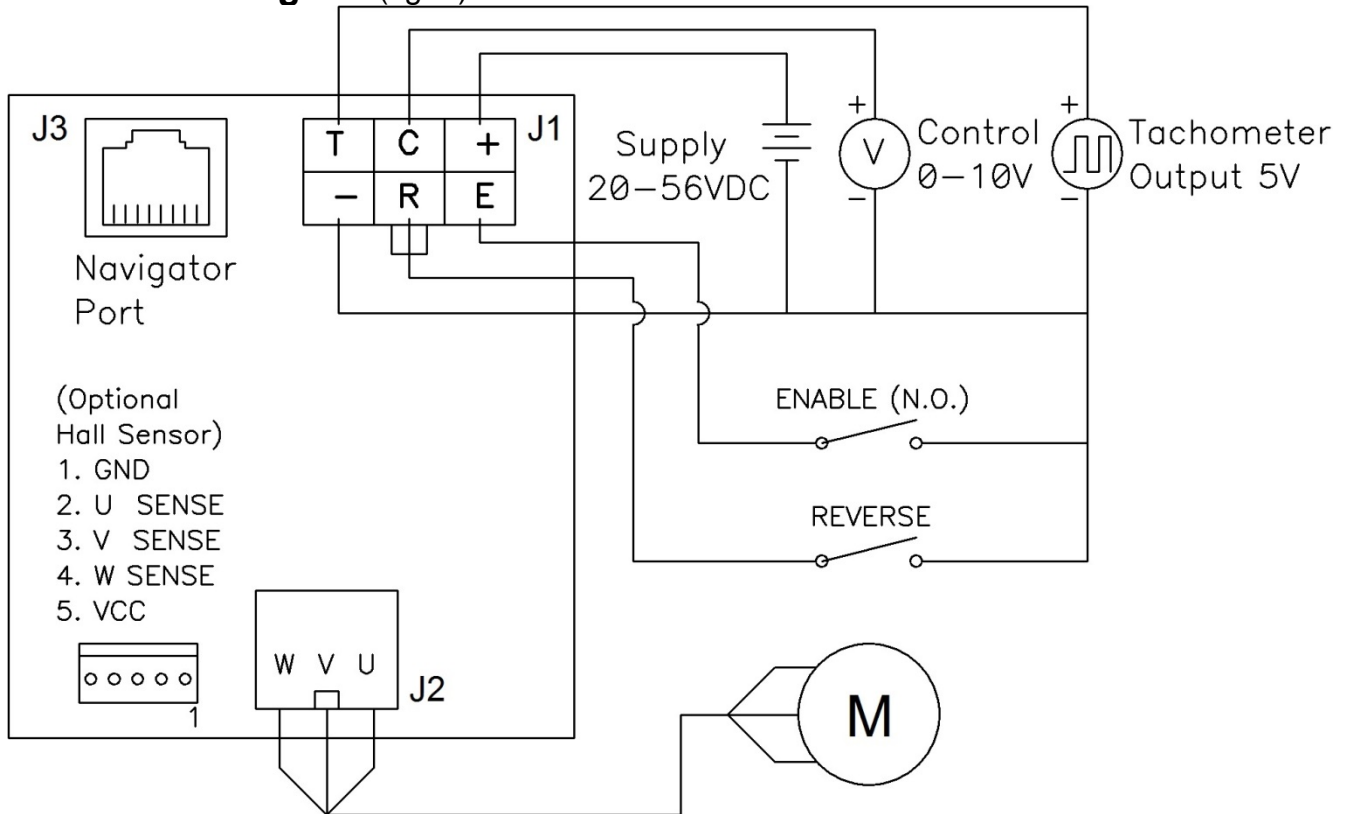 J3
T C + J1
- R E
Navigator
Port
Supply
20-56VDC
+
V
-
Control
0-10V
+
-
Tachometer
Output 5V
(Optional
Hall Sensor)
1. GND
2. U SENSE
3. V SENSE
4. W SENSE
5. VCC
1
W V U
J2
ENABLE (N.O.)
REVERSE
M